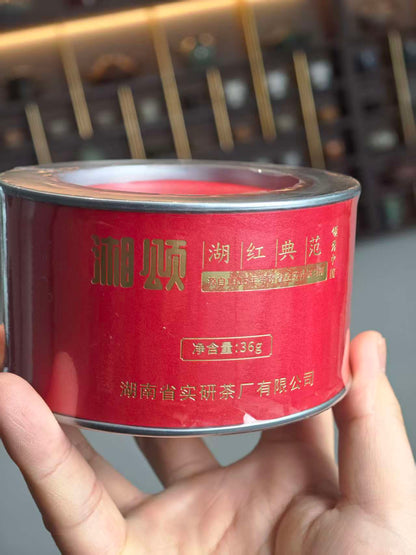 湘颂
湖红典范
净含量:36g
湖南省实研茶厂有限公司